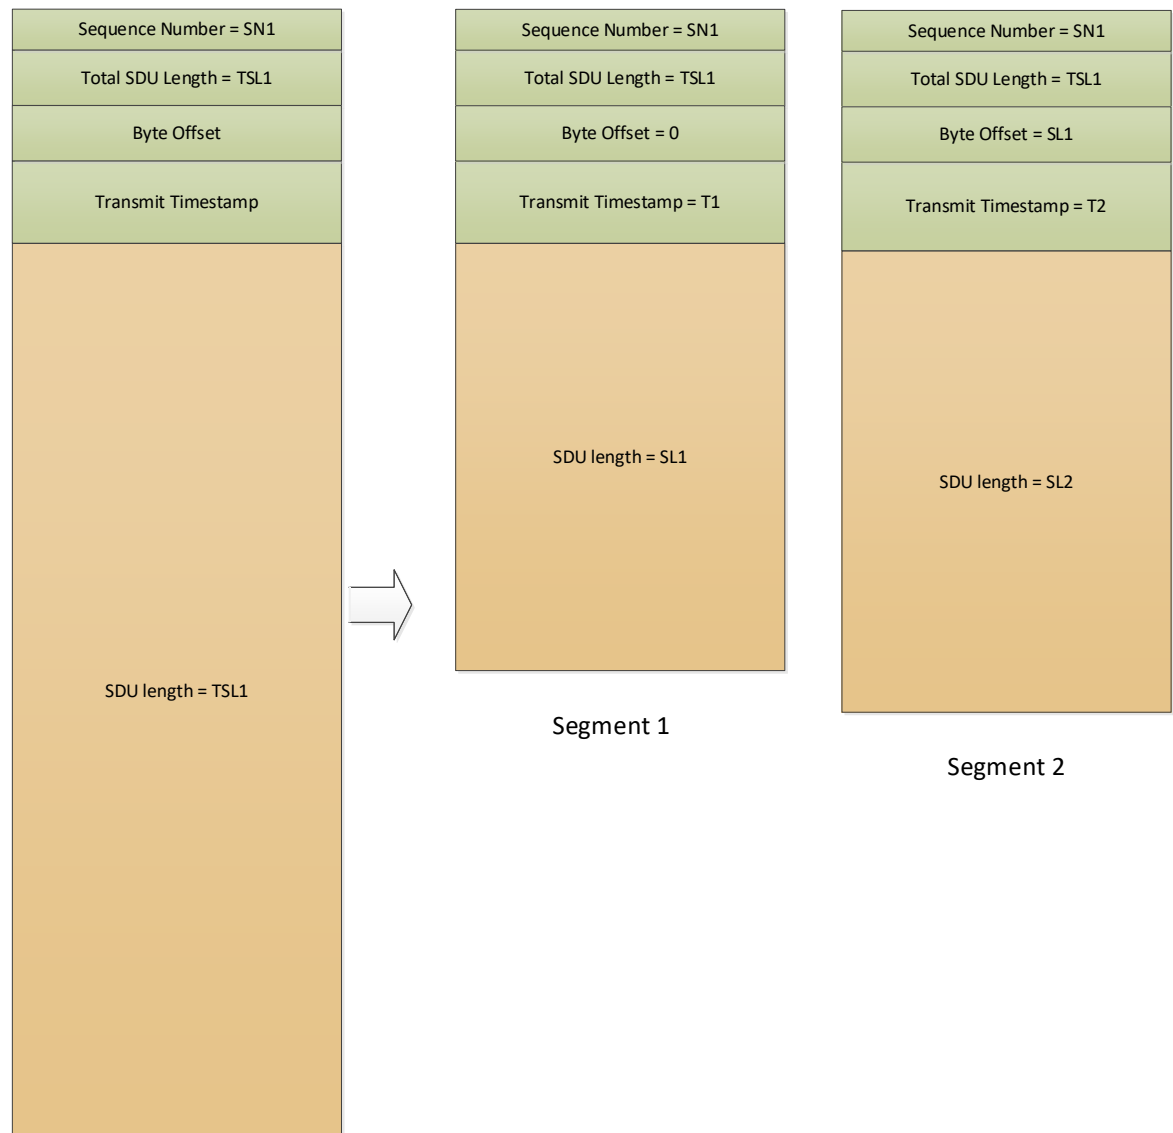 Sequence Number = SN1
Total SDU Length = TSL1
Byte Offset
Transmit Timestamp
SDU length = TSL1
Sequence Number = SN1
Total SDU Length = TSL1
Byte Offset = 0
Transmit Timestamp = T1
SDU length = SL1
Segment 1
Sequence Number = SN1
Total SDU Length = TSL1
Byte Offset = SL1
Transmit Timestamp = T2
SDU length = SL2
Segment 2